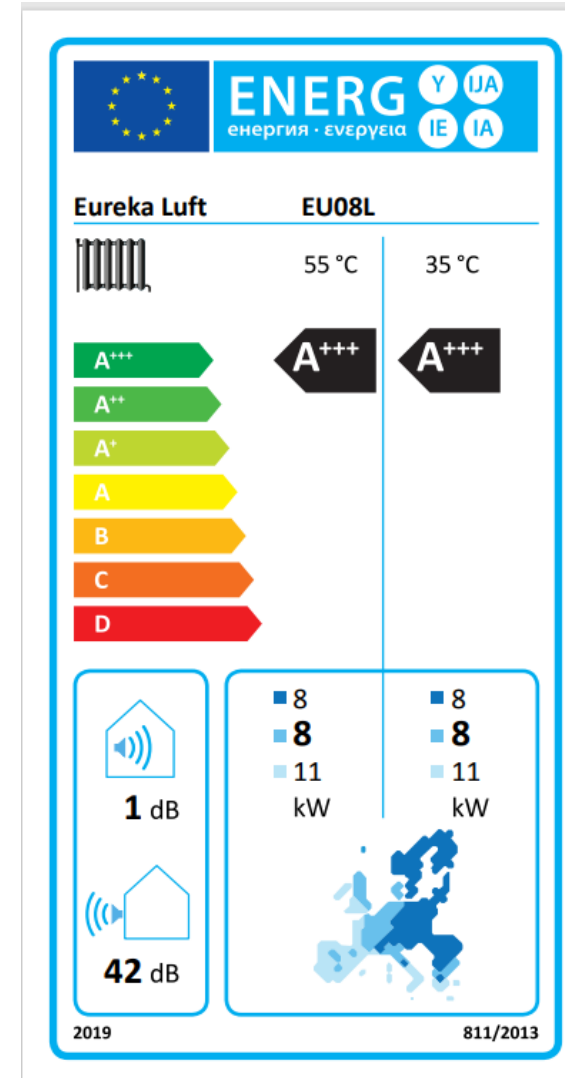 ENERG Y IJA
енергия · ενεργεια IE IA
Eureka Luft EU08L
55 °C 35 °C
A+++ A+++
A+++
A++
A+
A
B
C
D
8 8
8 8
11 11
kW kW
1 dB
42 dB
2019 811/2013